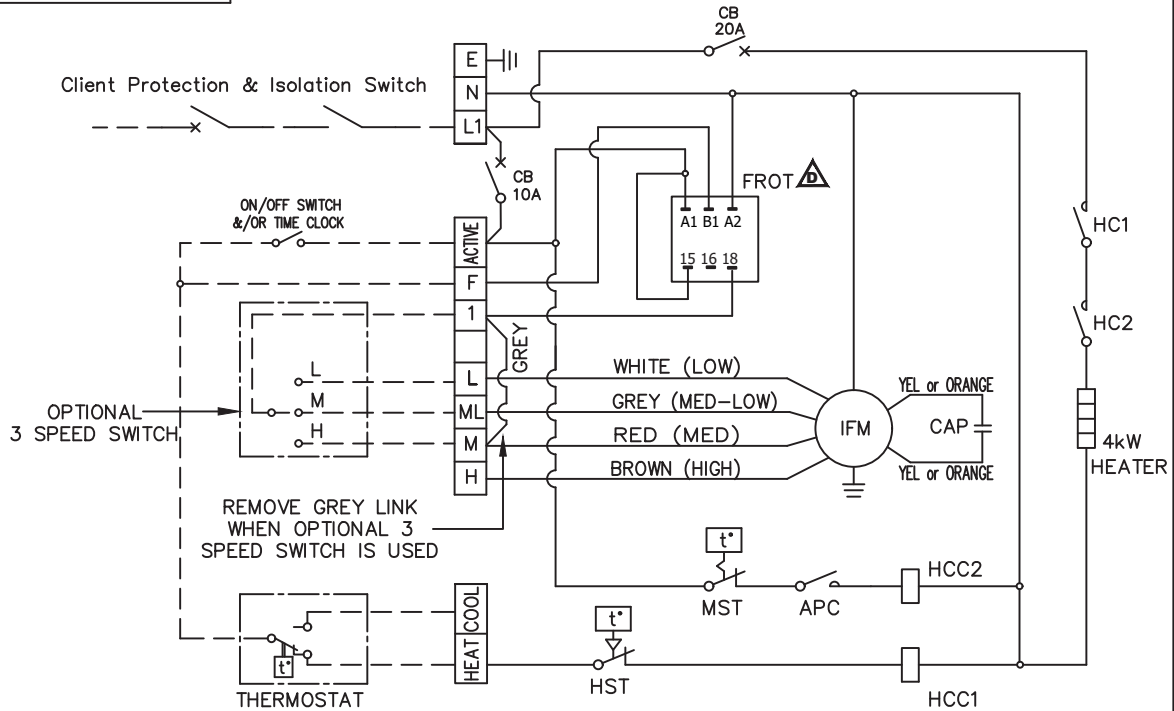 CB
20A
E
Client Protection & Isolation Switch
N
L1
CB
10A
FROT D
ON/OFF SWITCH
&/OR TIME CLOCK
ACTIVE
A1 B1 A2
HC1
15 16 18
F
1
HC2
GREY
L
L
WHITE (LOW)
YEL or ORANGE
OPTIONAL
3 SPEED SWITCH
M
ML
GREY (MED-LOW)
IFM
CAP
H
M
RED (MED)
4kW
HEATER
H
BROWN (HIGH)
YEL or ORANGE
REMOVE GREY LINK
WHEN OPTIONAL 3
SPEED SWITCH IS USED
t°
HCC2
MST
APC
COOL
t°
HEAT
t°
HST
THERMOSTAT
HCC1